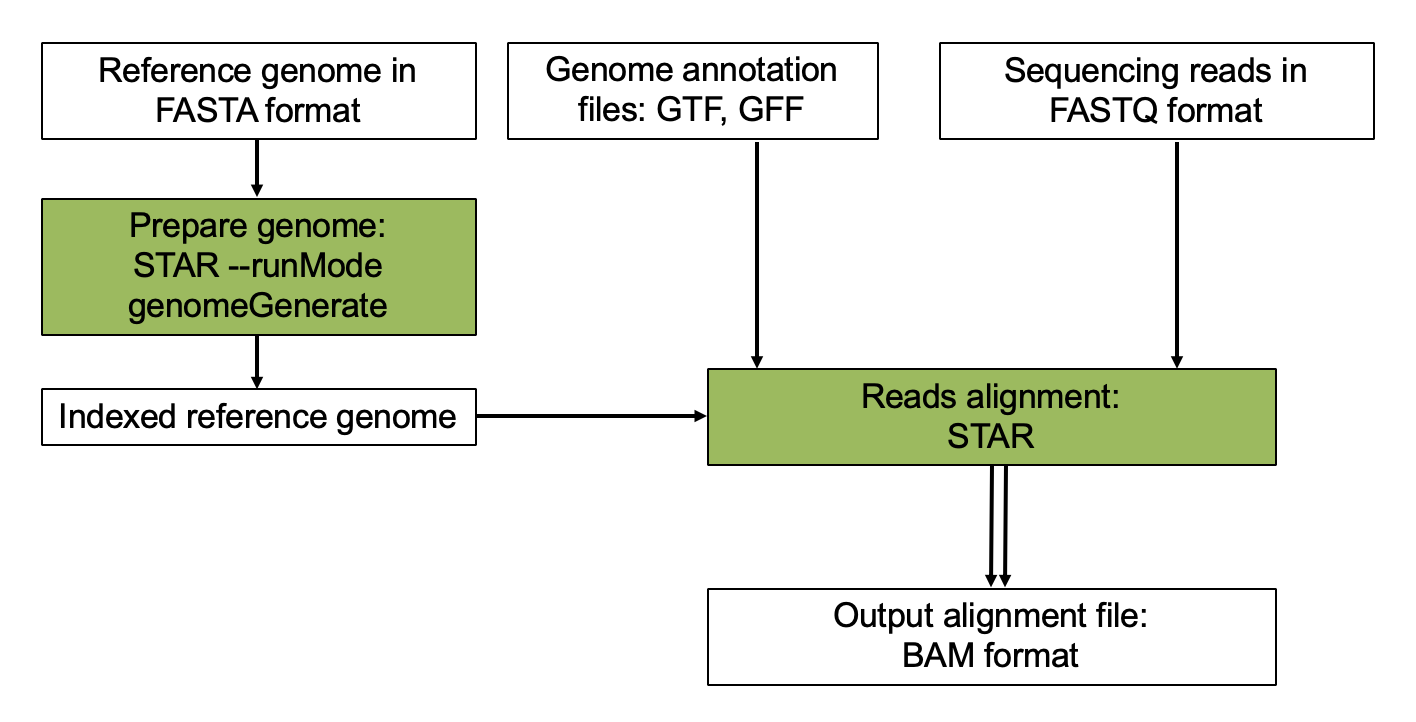 Reference genome in
FASTA format
Genome annotation
files: GTF, GFF
Sequencing reads in
FASTQ format
Prepare genome:
STAR --runMode
genomeGenerate
Indexed reference genome
Reads alignment:
STAR
Output alignment file:
BAM format